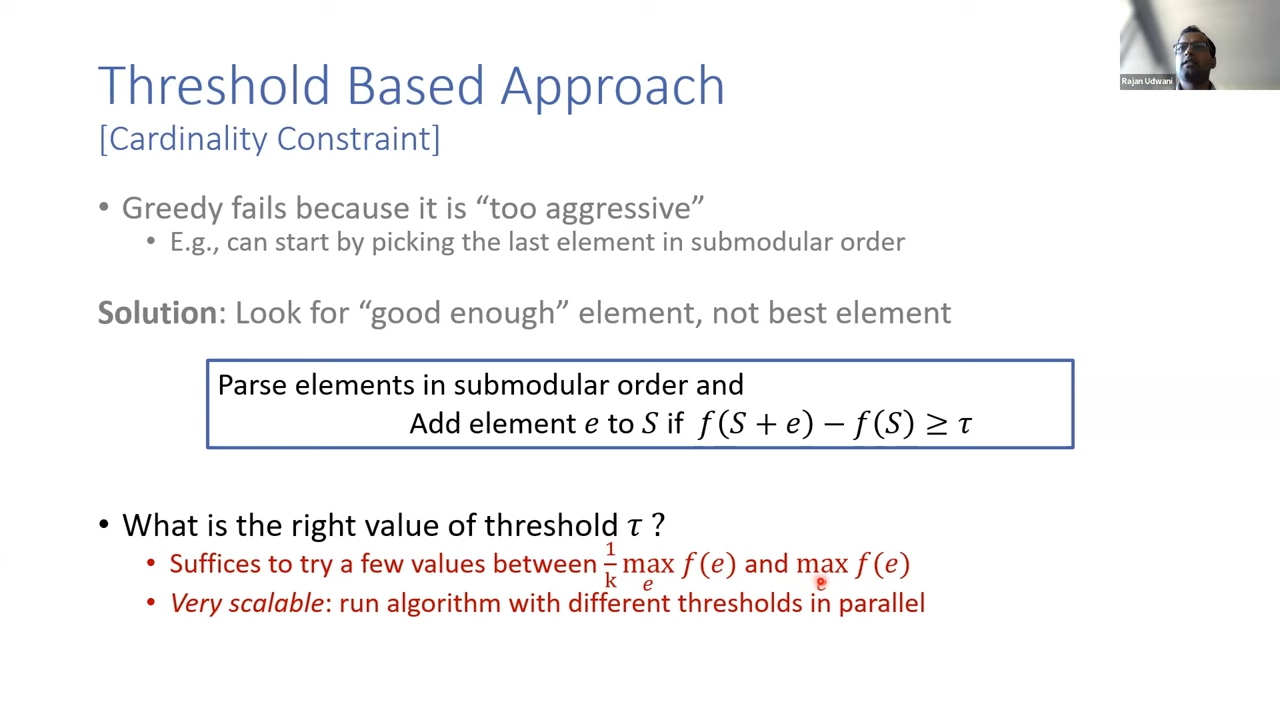 Threshold Based Approach
[Cardinality Constraint]
• Greedy fails because it is “too aggressive”
• E.g., can start by picking the last element in submodular order
Solution: Look for “good enough” element, not best element
Parse elements in submodular order and
Add element e to S if f(S + e) − f(S) ≥ τ
• What is the right value of threshold τ ?
• Suffices to try a few values between 1/k max_e f(e) and max_e f(e)
• Very scalable: run algorithm with different thresholds in parallel
Rajan Udwani